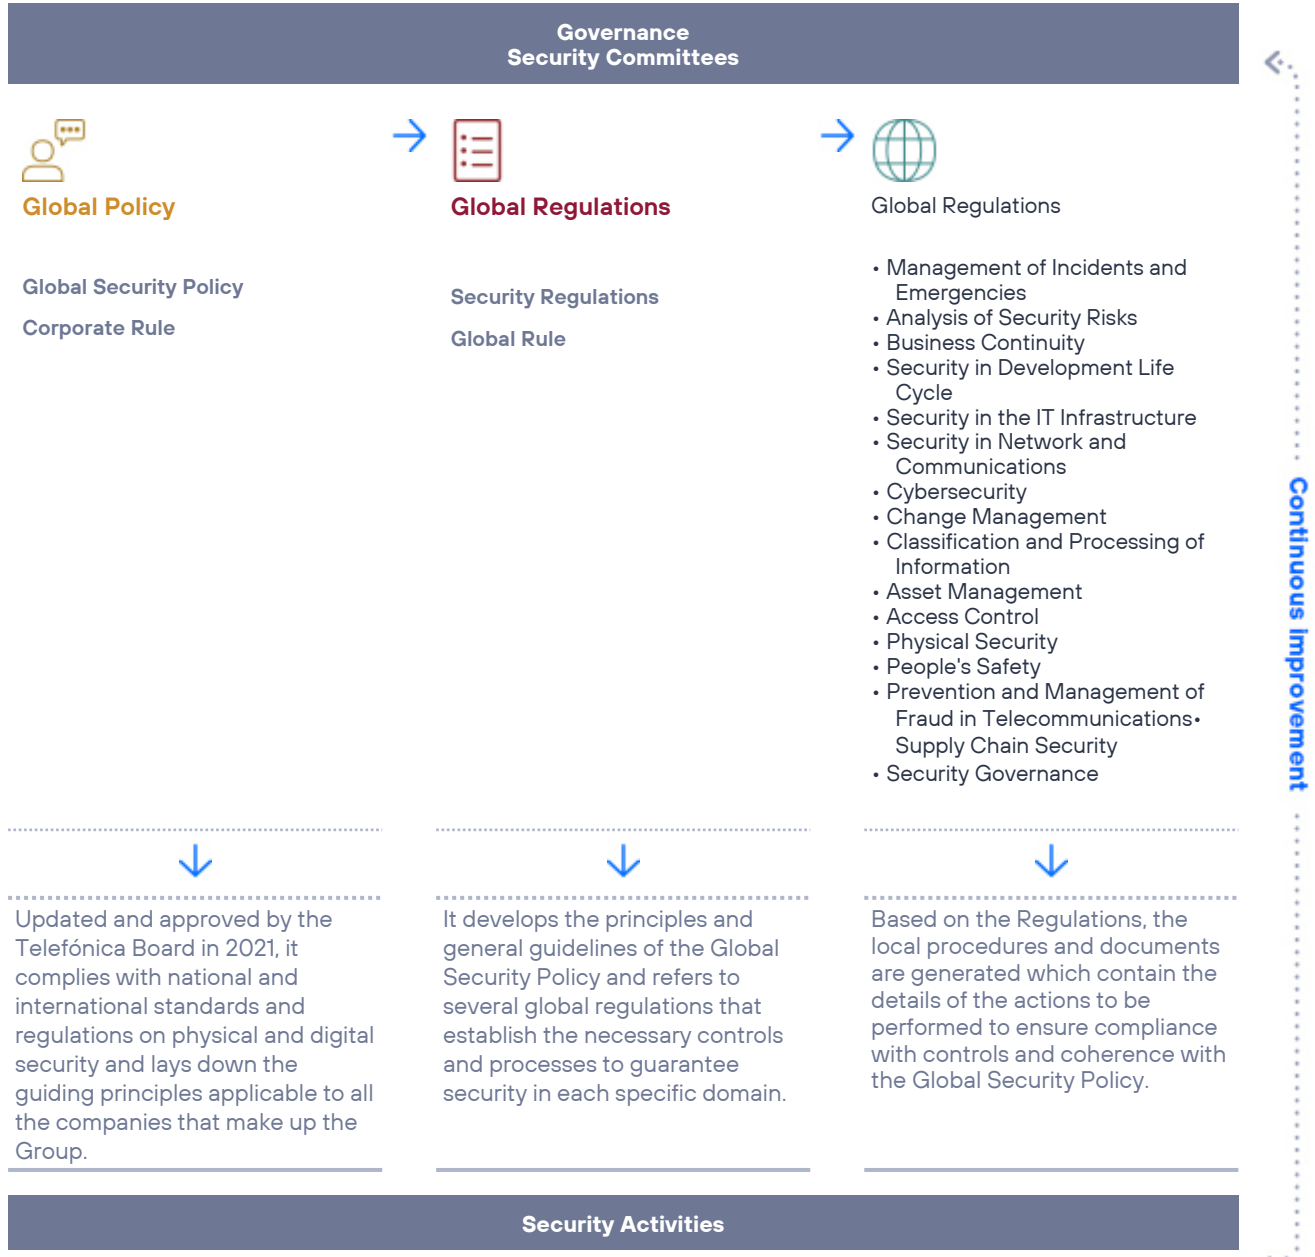 Governance
Security Committees
Global Policy
Global Security Policy
Corporate Rule
Global Regulations
Security Regulations
Global Rule
Global Regulations
• Management of Incidents and
Emergencies
• Analysis of Security Risks
• Business Continuity
• Security in Development Life
Cycle
• Security in the IT Infrastructure
• Security in Network and
Communications
• Cybersecurity
• Change Management
• Classification and Processing of
Information
• Asset Management
• Access Control
• Physical Security
• People's Safety
• Prevention and Management of
Fraud in Telecommunications•
Supply Chain Security
• Security Governance
Updated and approved by the
Telefónica Board in 2021, it
complies with national and
international standards and
regulations on physical and digital
security and lays down the
guiding principles applicable to all
the companies that make up the
Group.
It develops the principles and
general guidelines of the Global
Security Policy and refers to
several global regulations that
establish the necessary controls
and processes to guarantee
security in each specific domain.
Based on the Regulations, the
local procedures and documents
are generated which contain the
details of the actions to be
performed to ensure compliance
with controls and coherence with
the Global Security Policy.
Security Activities
Continuous improvement